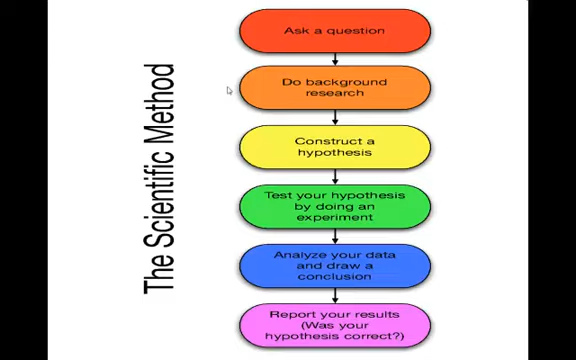 The Scientific Method
Ask a question
Do background
research
Construct a
hypothesis
Test your hypothesis
by doing an
experiment
Analyze your data
and draw a
conclusion
Report your results
(Was your
hypothesis correct?)